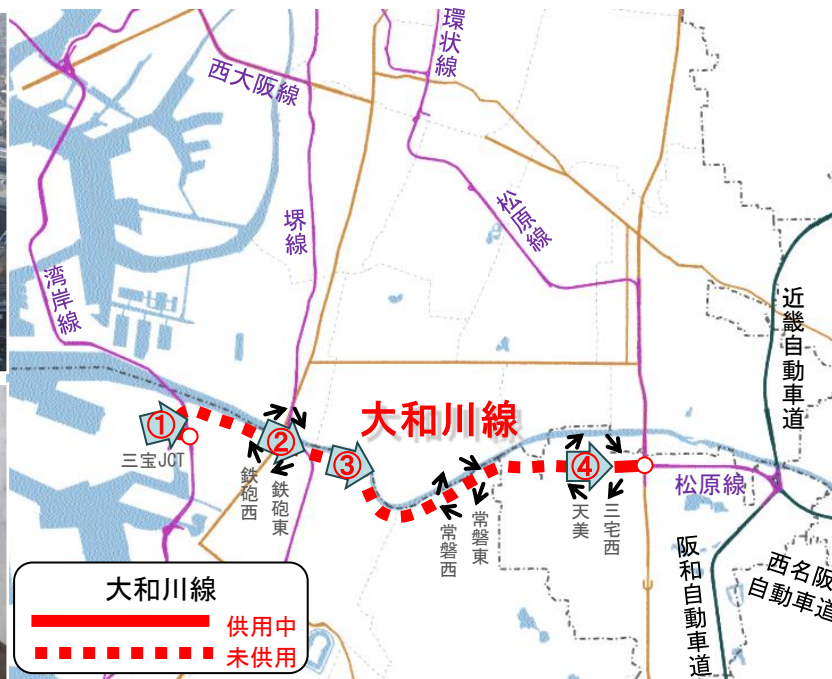 環状線
西大阪線
堺線
松原線
湾岸線
近畿自動車道
大和川線
①
②
③
④
三宝JCT
鉄砲西
鉄砲東
常磐西
常磐東
天美
三宅西
松原線
阪和自動車道
西名阪
自動車道
大和川線
供用中
未供用